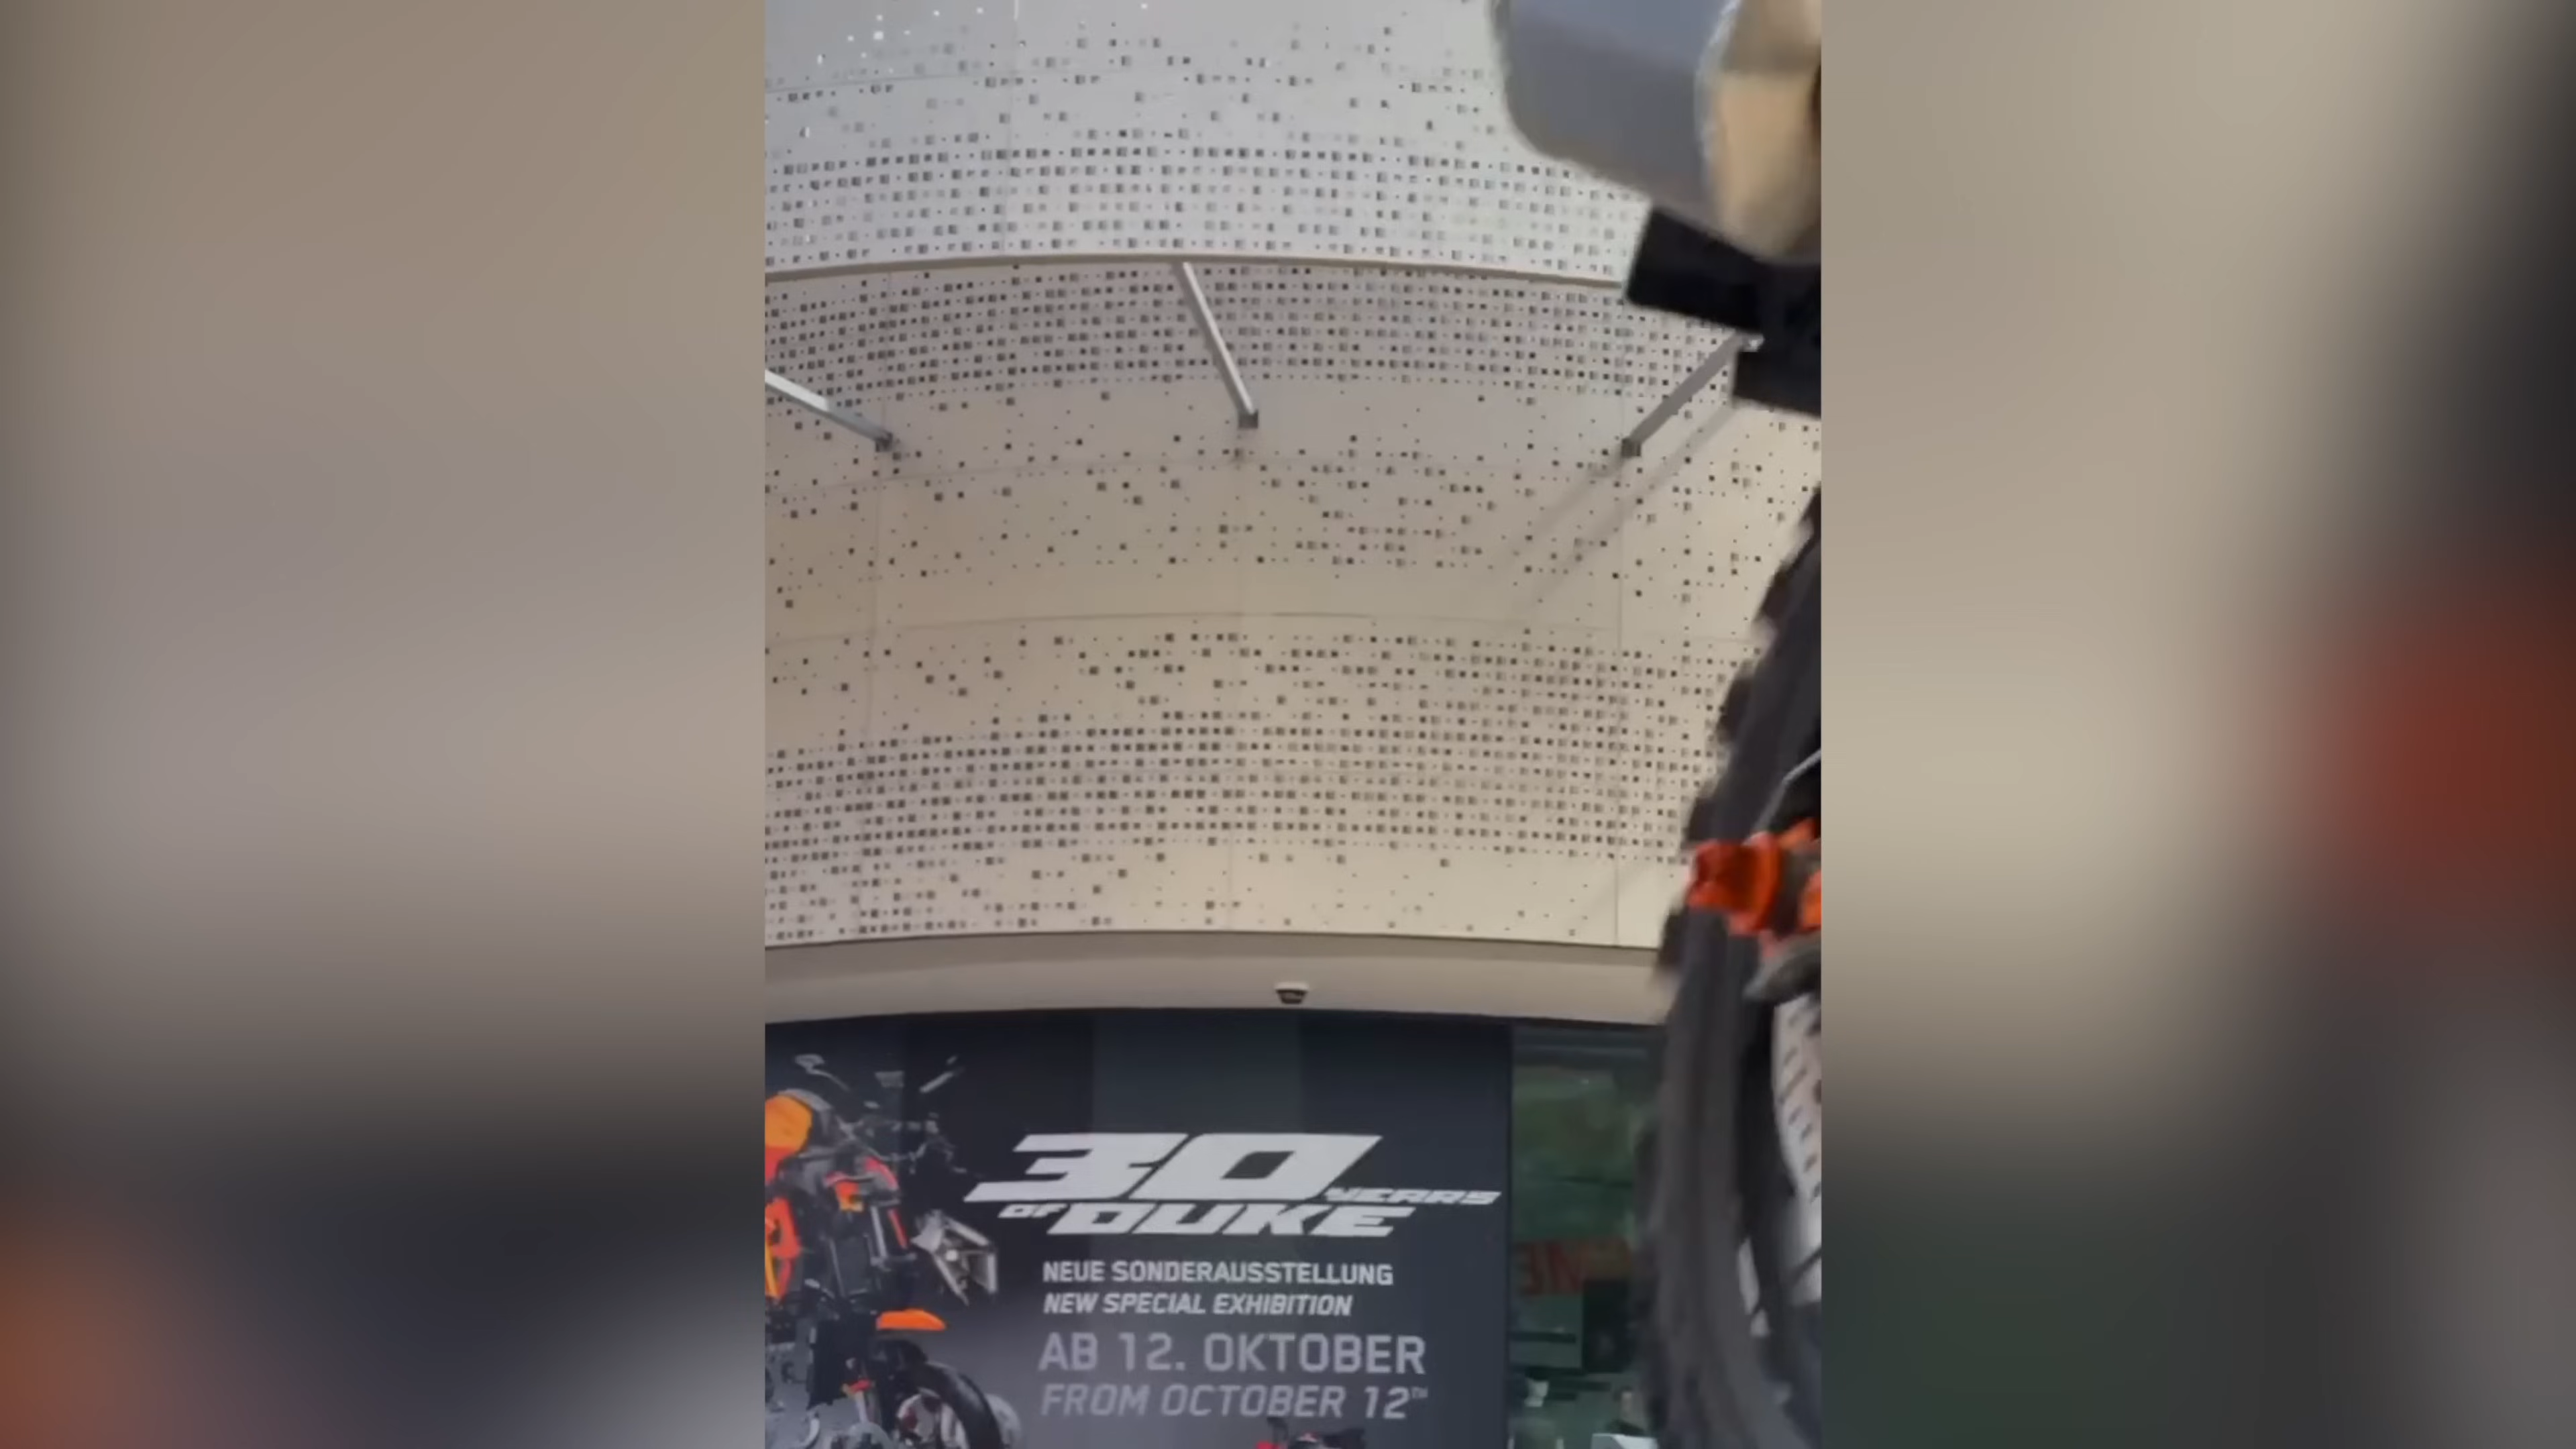 30 YEARS
OF DUKE
NEUE SONDERAUSSTELLUNG
NEW SPECIAL EXHIBITION
AB 12. OKTOBER
FROM OCTOBER 12TH